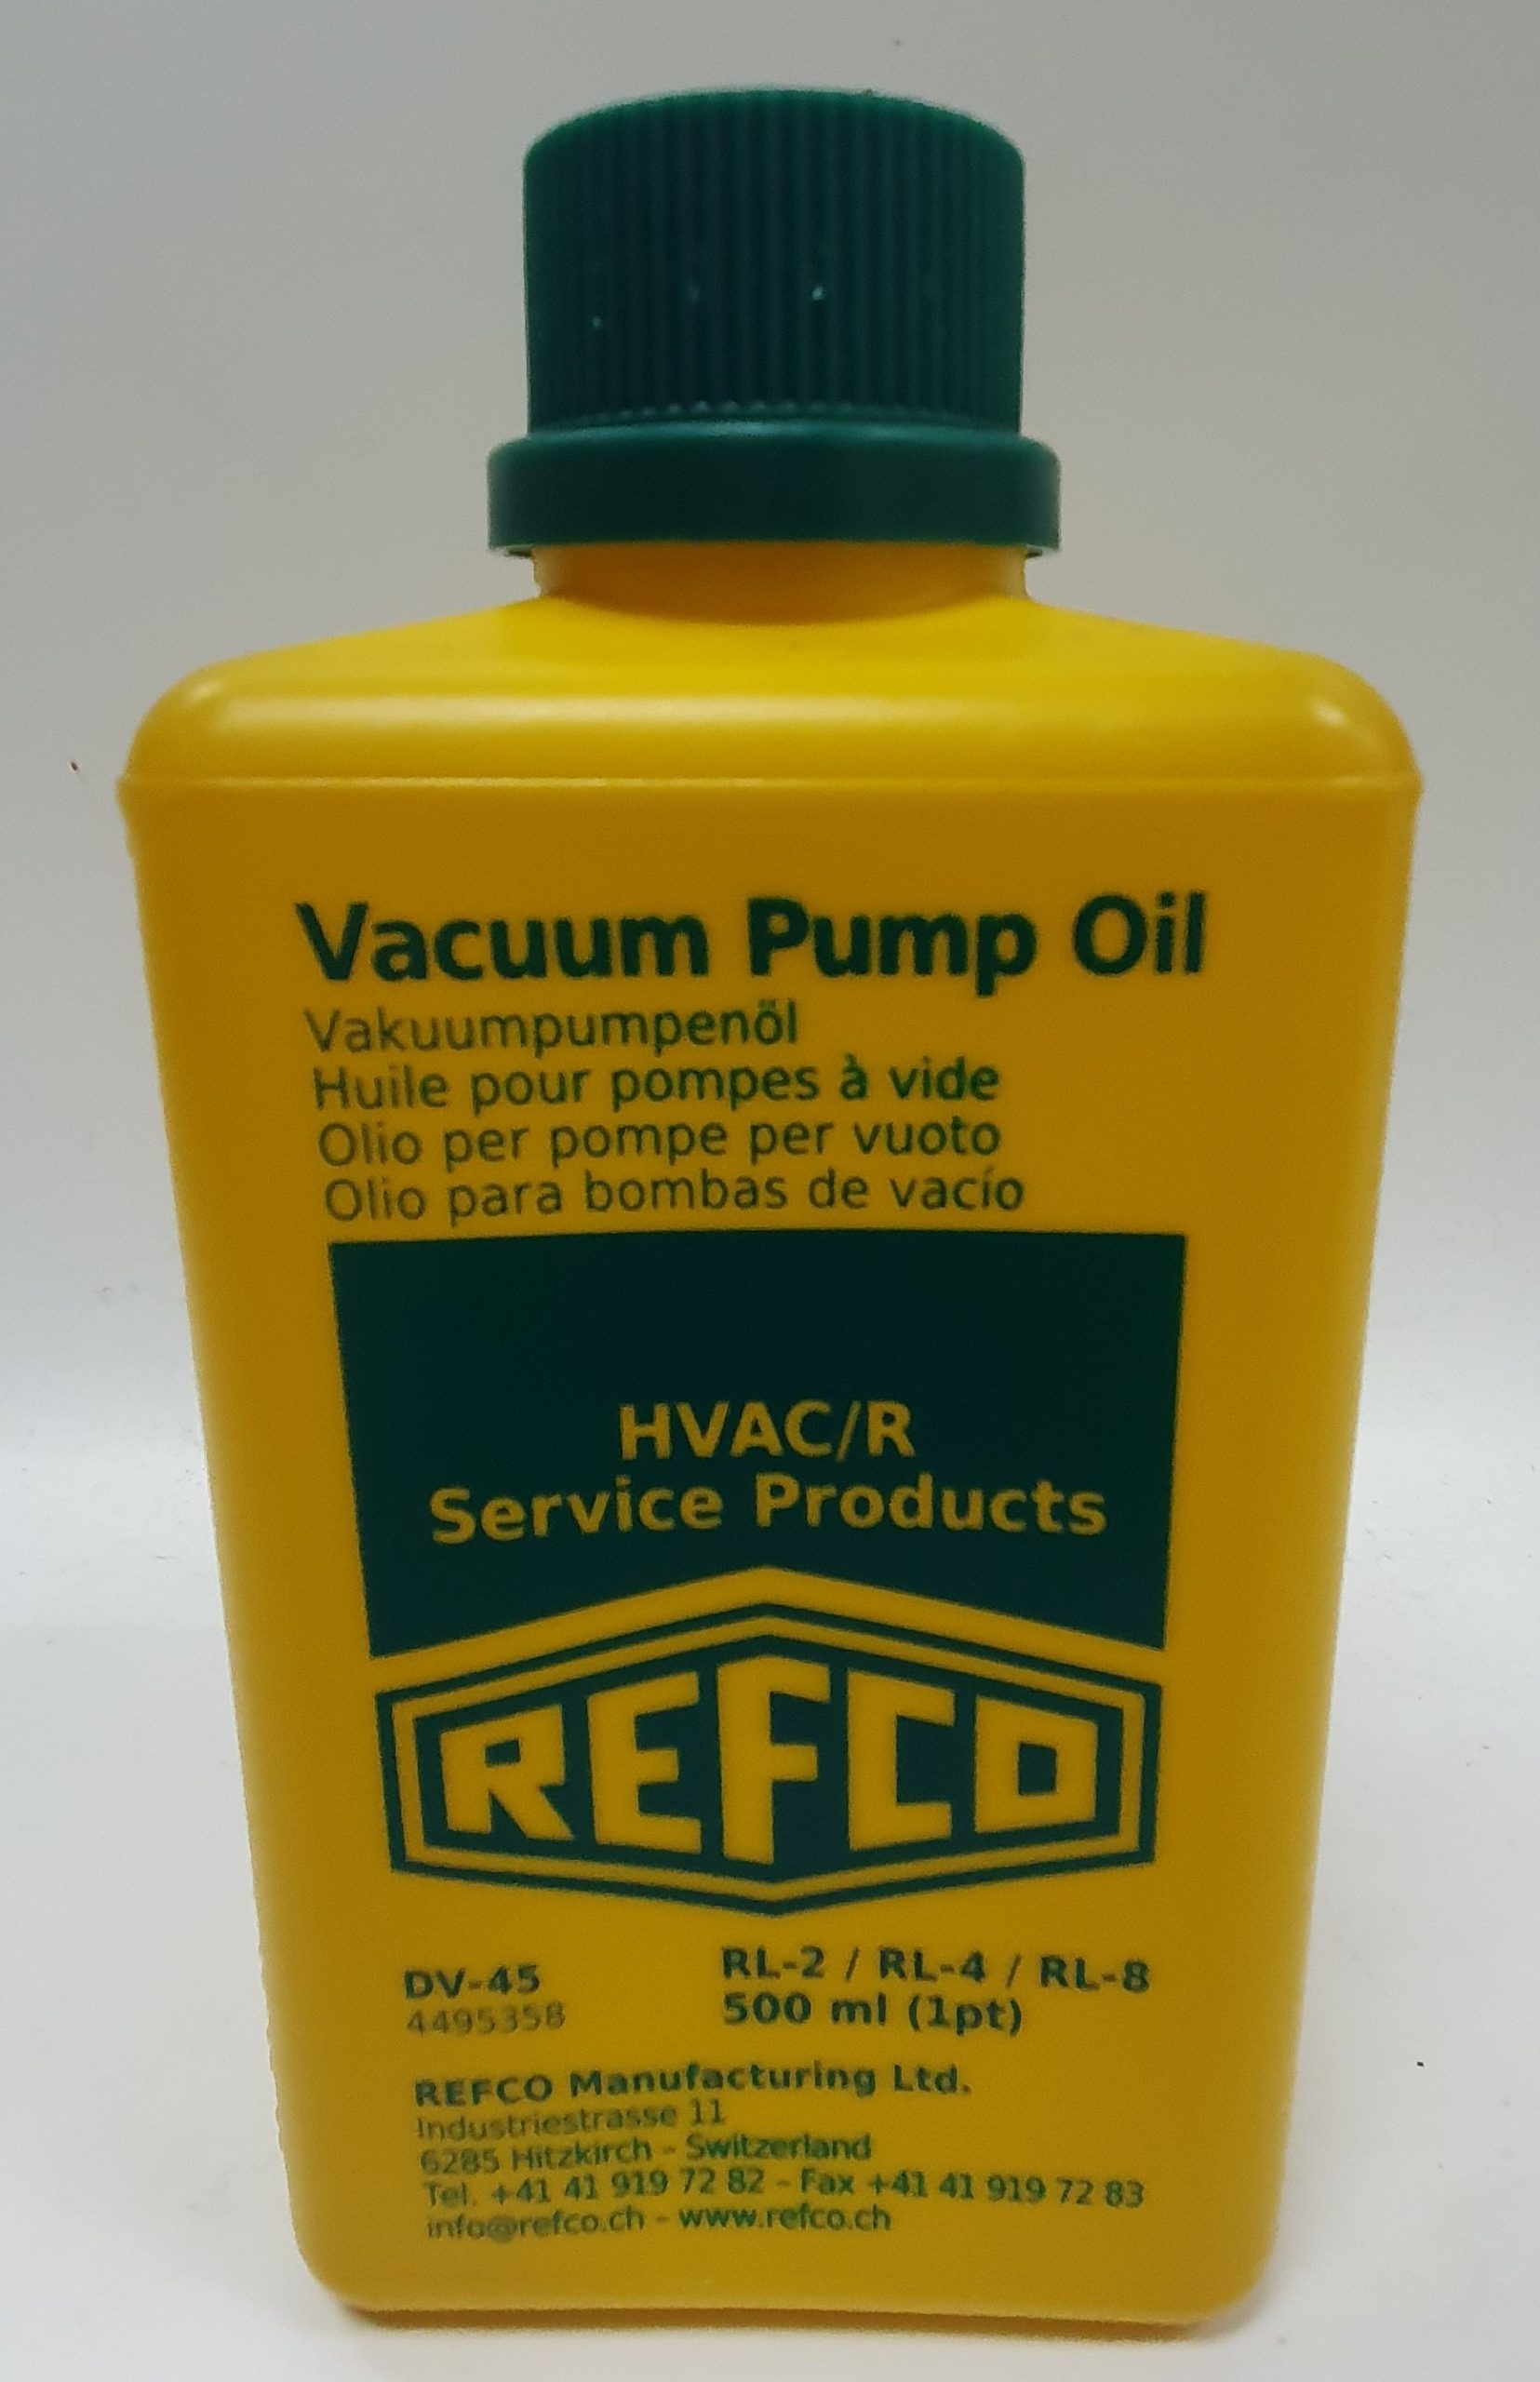 Vacuum Pump Oil
Vakuumpumpenöl
Huile pour pompes à vide
Olio per pompe per vuoto
Olio para bombas de vacío
HVAC/R
Service Products
REFCO
DV-45
4495358
RL-2 / RL-4 / RL-8
500 ml (1pt)
REFCO Manufacturing Ltd.
Industriestrasse 11
6285 Hitzkirch - Switzerland
Tel. +41 41 919 72 82 - Fax +41 41 919 72 83
info@refco.ch - www.refco.ch